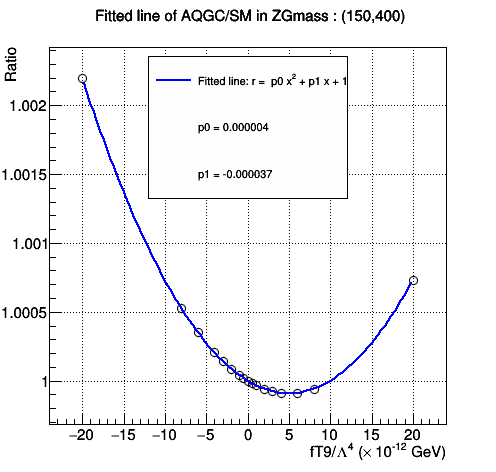 Fitted line of AQGC/SM in ZGmass : (150,400)
Ratio
Fitted line: r = p0 x² + p1 x + 1
p0 = 0.000004
p1 = -0.000037
1.002
1.0015
1.001
1.0005
1
−20 −15 −10 −5 0 5 10 15 20
fT9/Λ⁴ (× 10⁻¹² GeV)